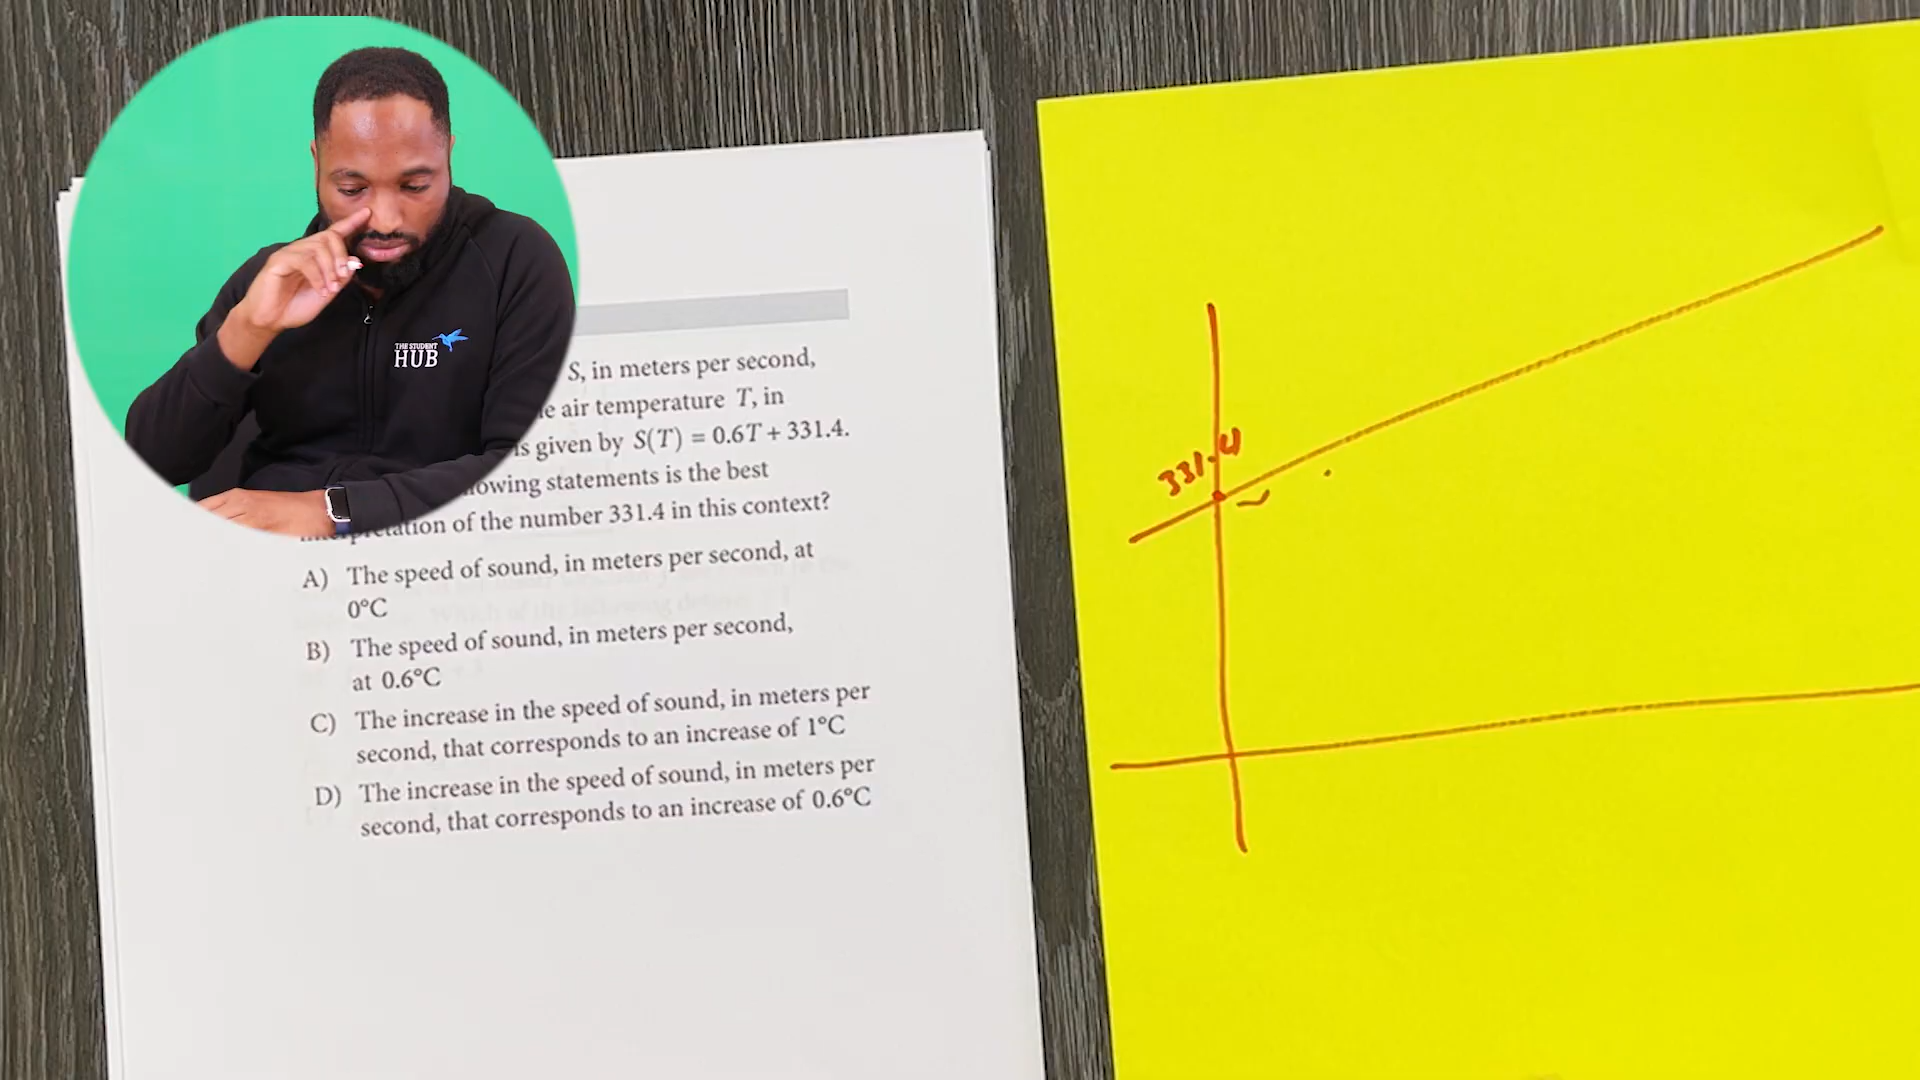 THE STUDENT
HUB
S, in meters per second,
air temperature T, in
is given by S(T) = 0.6T + 331.4.
statements is the best
of the number 331.4 in this context?
A) The speed of sound, in meters per second, at
0°C
B) The speed of sound, in meters per second,
at 0.6°C
C) The increase in the speed of sound, in meters per
second, that corresponds to an increase of 1°C
D) The increase in the speed of sound, in meters per
second, that corresponds to an increase of 0.6°C
331.4